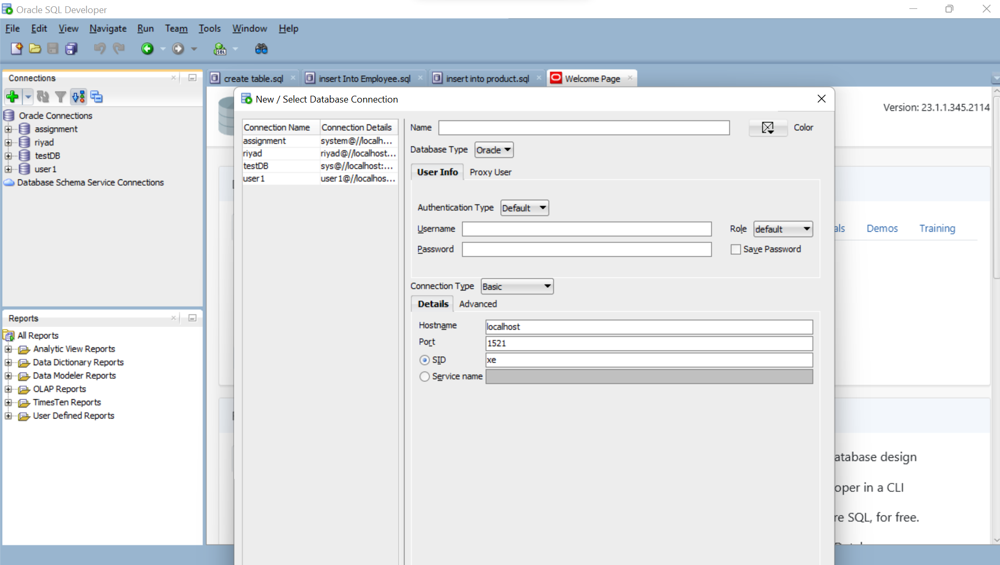 Oracle SQL Developer
File Edit View Navigate Run Team Tools Window Help
SQL
Connections
Oracle Connections
assignment
riyad
testDB
user1
Database Schema Service Connections
Reports
All Reports
Analytic View Reports
Data Dictionary Reports
Data Modeler Reports
OLAP Reports
TimesTen Reports
User Defined Reports
create table.sql insert Into Employee.sql insert into product.sql Welcome Page
New / Select Database Connection
Connection Name Connection Details
assignment system@//localh...
riyad riyad@//localhost...
testDB sys@//localhost:...
user1 user1@//localhos...
Name Color
Database Type Oracle
User Info Proxy User
Authentication Type Default
Username Role default
Password Save Password
Connection Type Basic
Details Advanced
Hostname localhost
Port 1521
SID xe
Service name
Version: 23.1.1.345.2114
als Demos Training
atabase design
oper in a CLI
re SQL, for free.